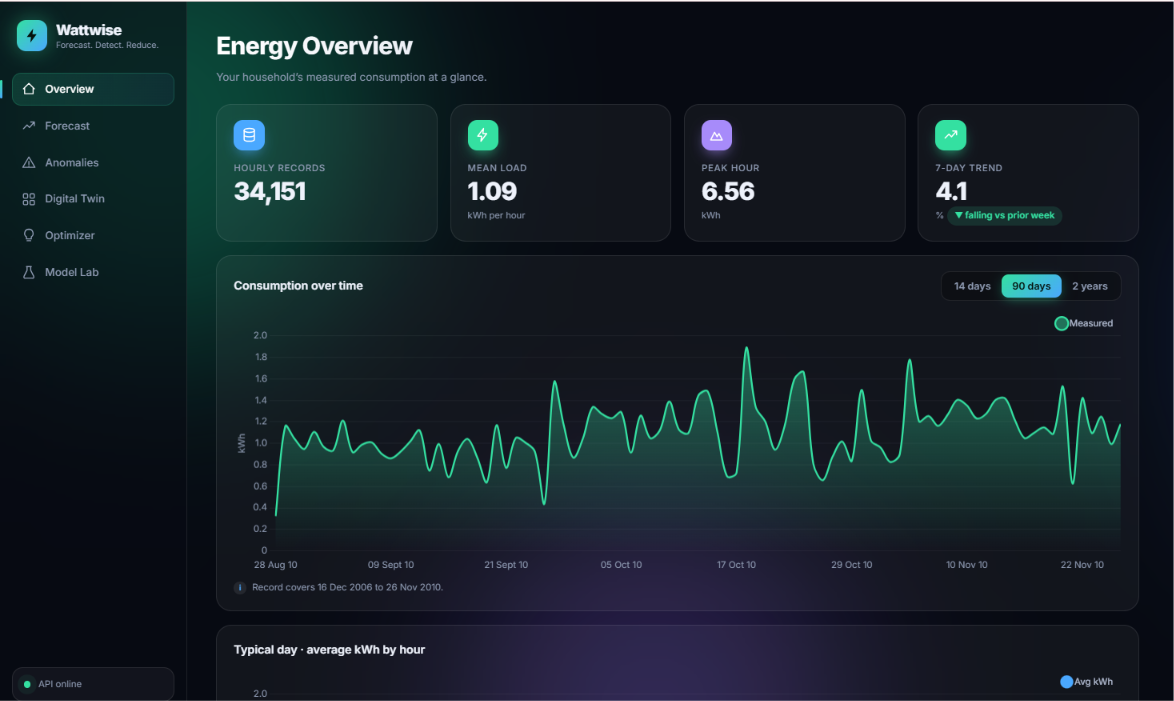 Wattwise
Forecast. Detect. Reduce.
Overview
Forecast
Anomalies
Digital Twin
Optimizer
Model Lab
API online
Energy Overview
Your household's measured consumption at a glance.
HOURLY RECORDS
34,151
MEAN LOAD
1.09
kWh per hour
PEAK HOUR
6.56
kWh
7-DAY TREND
4.1
% ▼ falling vs prior week
Consumption over time
14 days 90 days 2 years
Measured
2.0
1.8
1.6
1.4
1.2
1.0
0.8
0.6
0.4
0.2
0
kWh
28 Aug 10 09 Sept 10 21 Sept 10 05 Oct 10 17 Oct 10 29 Oct 10 10 Nov 10 22 Nov 10
i Record covers 16 Dec 2006 to 26 Nov 2010.
Typical day · average kWh by hour
Avg kWh
2.0